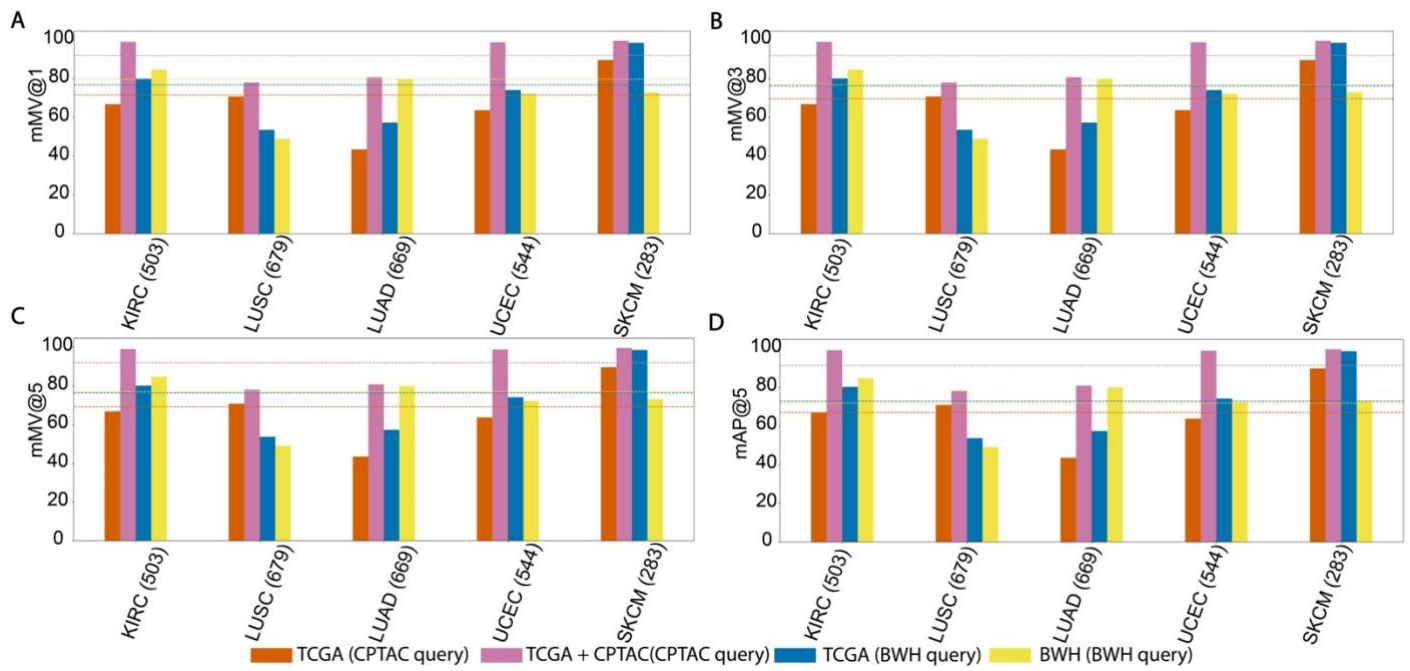 A
mMV@1
100
80
60
40
20
0
KIRC (503)
LUSC (679)
LUAD (669)
UCEC (544)
SKCM (283)
B
mMV@3
100
80
60
40
20
0
KIRC (503)
LUSC (679)
LUAD (669)
UCEC (544)
SKCM (283)
C
mMV@5
100
80
60
40
20
0
KIRC (503)
LUSC (679)
LUAD (669)
UCEC (544)
SKCM (283)
D
mAP@5
100
80
60
40
20
0
KIRC (503)
LUSC (679)
LUAD (669)
UCEC (544)
SKCM (283)
TCGA (CPTAC query) TCGA + CPTAC(CPTAC query) TCGA (BWH query) BWH (BWH query)